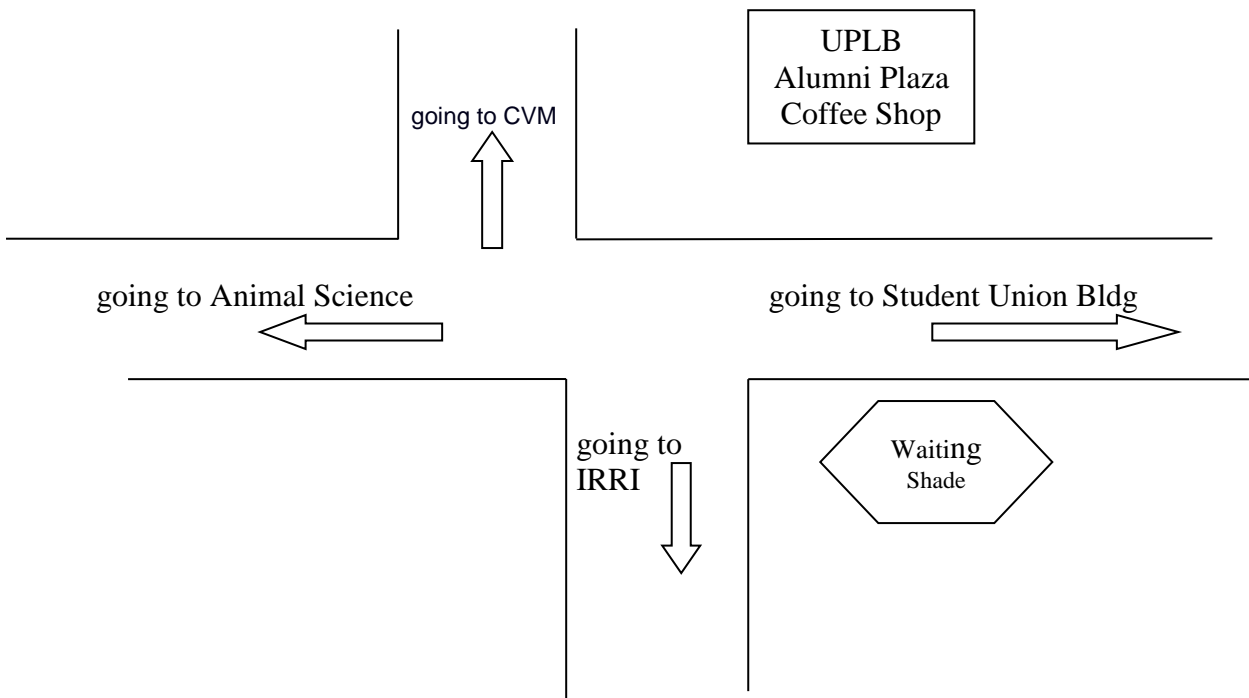 UPLB
Alumni Plaza
Coffee Shop
going to CVM
going to Animal Science
going to Student Union Bldg
going to
IRRI
Waiting
Shade